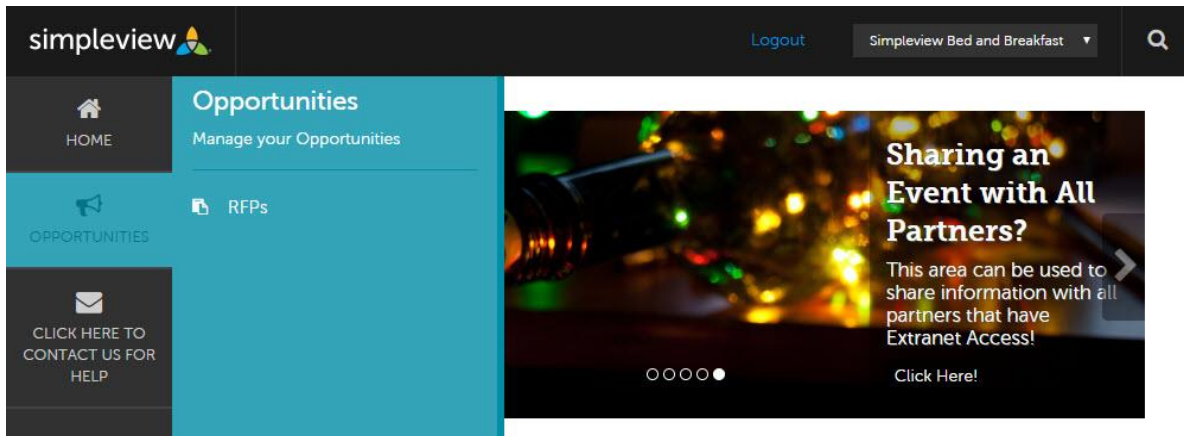 simpleview
Logout
Simpleview Bed and Breakfast
HOME
OPPORTUNITIES
CLICK HERE TO
CONTACT US FOR
HELP
Opportunities
Manage your Opportunities
RFPs
Sharing an
Event with All
Partners?
This area can be used to
share information with all
partners that have
Extranet Access!
Click Here!